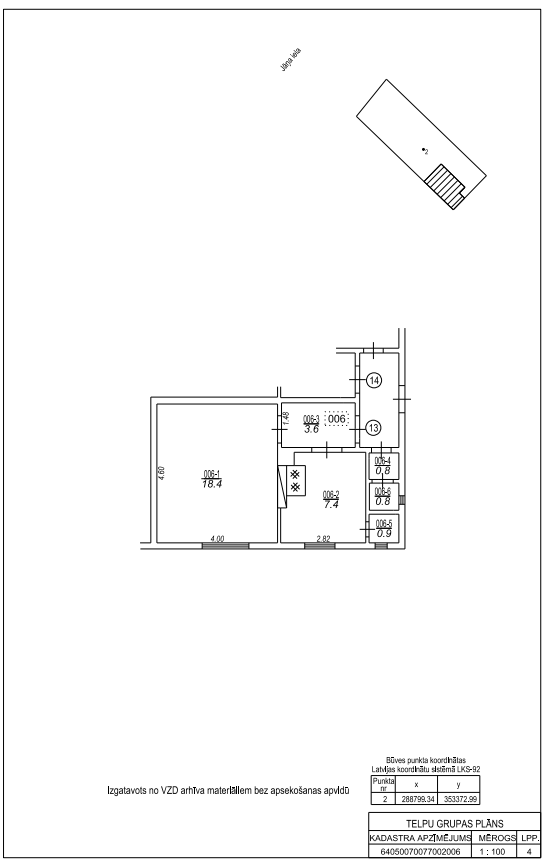 Jāņa iela
2
14
006-3 006
3.6
1.48
13
006-4
0.8
4.60
006-1
18.4
006-2
7.4
006-6
0.8
006-5
0.9
4.00
2.82
Būves punkta koordinātas
Latvijas koordinātu sistēmā LKS-92
Punkta nr x y
2 288799.34 353372.99
Izgatavots no VZD arhīva materiāliem bez apsekošanas apvidū
TELPU GRUPAS PLĀNS
KADASTRA APZĪMĒJUMS MĒROGS LPP.
64050070077002006 1 : 100 4